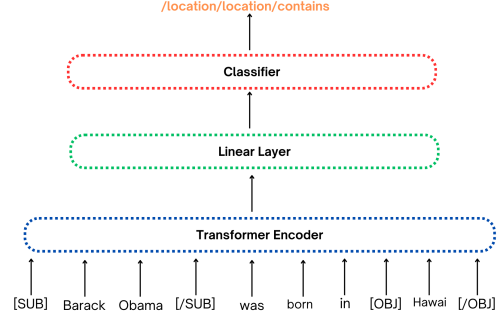 /location/location/contains
Classifier
Linear Layer
Transformer Encoder
[SUB] Barack Obama [/SUB] was born in [OBJ] Hawai [/OBJ]